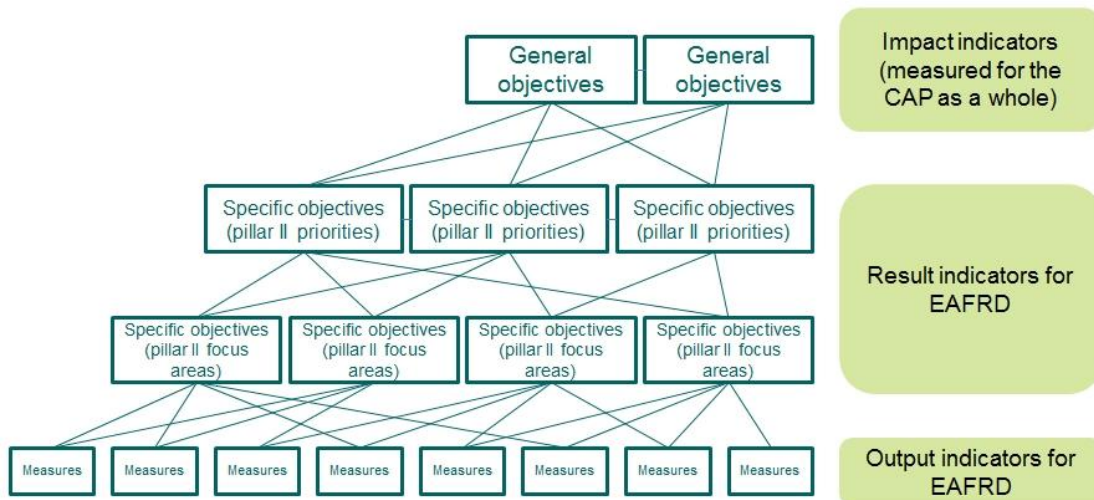 General
objectives
General
objectives
Impact indicators
(measured for the
CAP as a whole)
Specific objectives
(pillar II priorities)
Specific objectives
(pillar II priorities)
Specific objectives
(pillar II priorities)
Result indicators for
EAFRD
Specific objectives
(pillar II focus
areas)
Specific objectives
(pillar II focus
areas)
Specific objectives
(pillar II focus
areas)
Specific objectives
(pillar II focus
areas)
Measures
Measures
Measures
Measures
Measures
Measures
Measures
Measures
Output indicators for
EAFRD